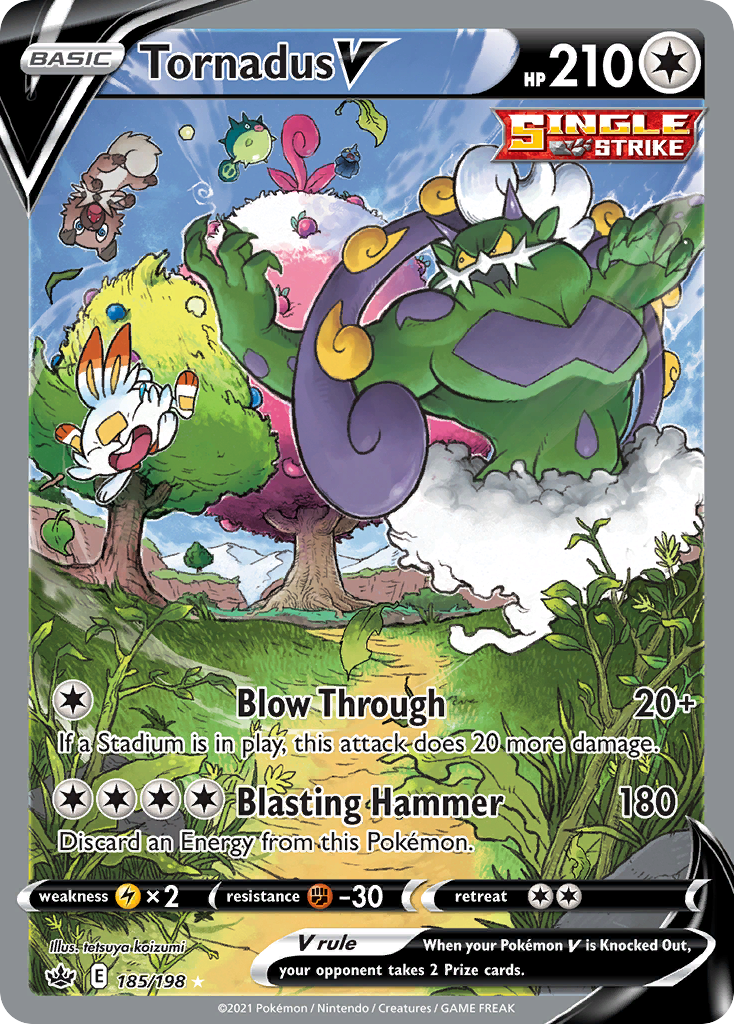 BASIC
Tornadus V
HP 210
SINGLE
STRIKE
Blow Through 20+
If a Stadium is in play, this attack does 20 more damage.
Blasting Hammer 180
Discard an Energy from this Pokémon.
weakness ×2 resistance -30 retreat
Illus. tetsuya koizumi
V rule When your Pokémon V is Knocked Out,
your opponent takes 2 Prize cards.
E 185/198
©2021 Pokémon / Nintendo / Creatures / GAME FREAK